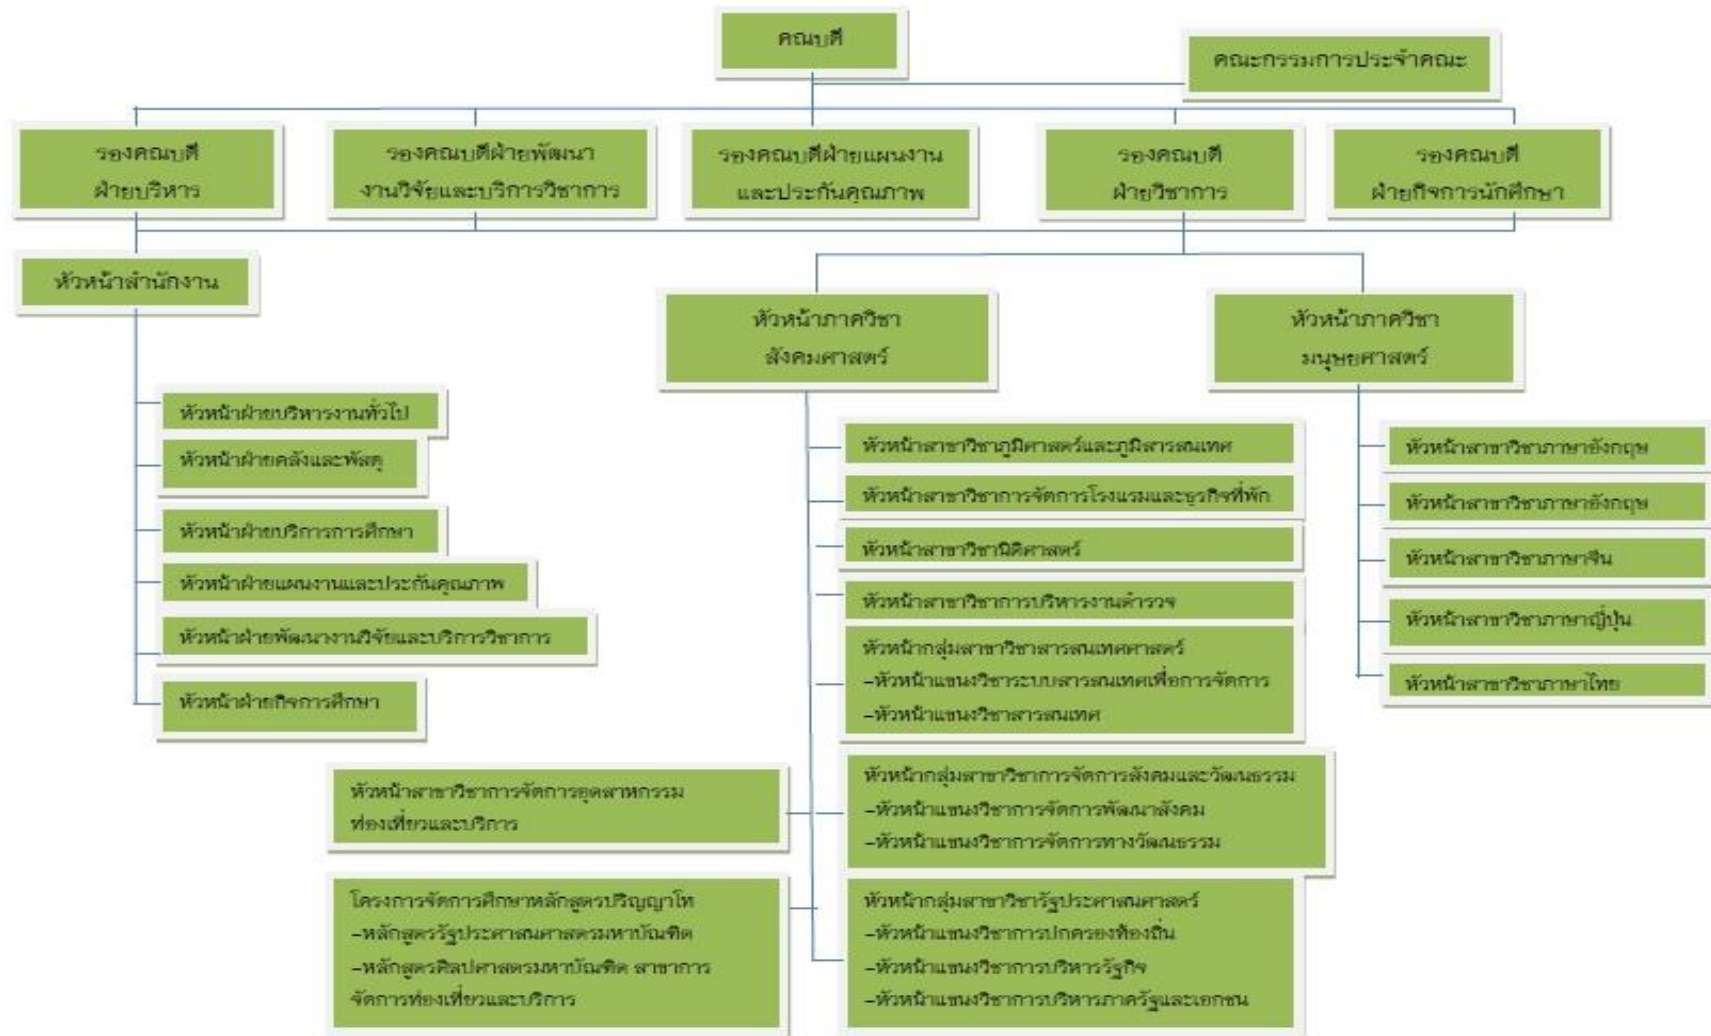 คณบดี
คณะกรรมการประจำคณะ
รองคณบดี
ฝ่ายบริหาร
รองคณบดีฝ่ายพัฒนา
งานวิจัยและบริการวิชาการ
รองคณบดีฝ่ายแผนงาน
และประกันคุณภาพ
รองคณบดี
ฝ่ายวิชาการ
รองคณบดี
ฝ่ายกิจการนักศึกษา
หัวหน้าสำนักงาน
หัวหน้าภาควิชา
สังคมศาสตร์
หัวหน้าภาควิชา
มนุษยศาสตร์
หัวหน้าฝ่ายบริหารงานทั่วไป
หัวหน้าฝ่ายคลังและพัสดุ
หัวหน้าฝ่ายบริการการศึกษา
หัวหน้าฝ่ายแผนงานและประกันคุณภาพ
หัวหน้าฝ่ายพัฒนางานวิจัยและบริการวิชาการ
หัวหน้าฝ่ายกิจการศึกษา
หัวหน้าสาขาวิชาภูมิศาสตร์และภูมิสารสนเทศ
หัวหน้าสาขาวิชาการจัดการโรงแรมและธุรกิจที่พัก
หัวหน้าสาขาวิชานิติศาสตร์
หัวหน้าสาขาวิชาการบริหารงานตำรวจ
หัวหน้ากลุ่มสาขาวิชาสารสนเทศศาสตร์
-หัวหน้าแขนงวิชาระบบสารสนเทศเพื่อการจัดการ
-หัวหน้าแขนงวิชาสารสนเทศ
หัวหน้าสาขาวิชาการจัดการอุตสาหกรรม
ท่องเที่ยวและบริการ
หัวหน้ากลุ่มสาขาวิชาการจัดการสังคมและวัฒนธรรม
-หัวหน้าแขนงวิชาการจัดการพัฒนาสังคม
-หัวหน้าแขนงวิชาการจัดการทางวัฒนธรรม
โครงการจัดการศึกษาหลักสูตรปริญญาโท
-หลักสูตรรัฐประศาสนศาสตรมหาบัณฑิต
-หลักสูตรศิลปศาสตรมหาบัณฑิต สาขาการ
จัดการท่องเที่ยวและบริการ
หัวหน้ากลุ่มสาขาวิชารัฐประศาสนศาสตร์
-หัวหน้าแขนงวิชาการปกครองท้องถิ่น
-หัวหน้าแขนงวิชาการบริหารรัฐกิจ
-หัวหน้าแขนงวิชาการบริหารภาครัฐและเอกชน
หัวหน้าสาขาวิชาภาษาอังกฤษ
หัวหน้าสาขาวิชาภาษาอังกฤษ
หัวหน้าสาขาวิชาภาษาจีน
หัวหน้าสาขาวิชาภาษาญี่ปุ่น
หัวหน้าสาขาวิชาภาษาไทย